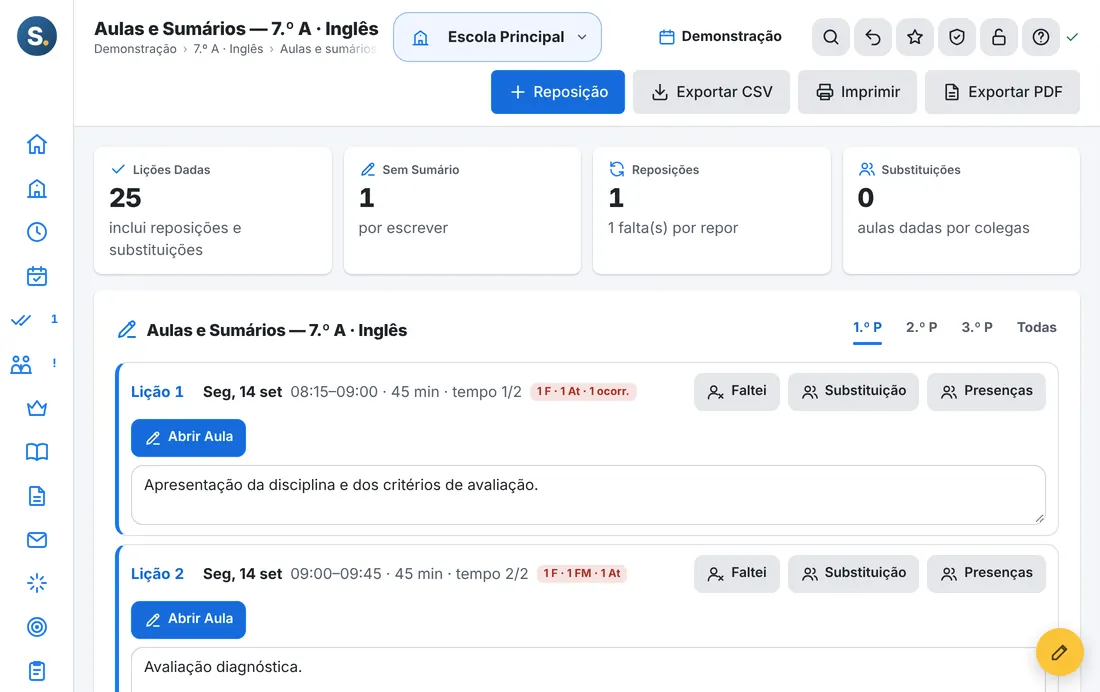 S.
Aulas e Sumários — 7.º A · Inglês
Demonstração › 7.º A · Inglês › Aulas e sumários
Escola Principal
Demonstração
Reposição
Exportar CSV
Imprimir
Exportar PDF
Lições Dadas
25
inclui reposições e
substituições
Sem Sumário
1
por escrever
Reposições
1
1 falta(s) por repor
Substituições
0
aulas dadas por colegas
1
!
Aulas e Sumários — 7.º A · Inglês
1.º P 2.º P 3.º P Todas
Lição 1 Seg, 14 set 08:15–09:00 · 45 min · tempo 1/2 1 F · 1 At · 1 ocorr. Faltei Substituição Presenças
Abrir Aula
Apresentação da disciplina e dos critérios de avaliação.
Lição 2 Seg, 14 set 09:00–09:45 · 45 min · tempo 2/2 1 F · 1 FM · 1 At Faltei Substituição Presenças
Abrir Aula
Avaliação diagnóstica.